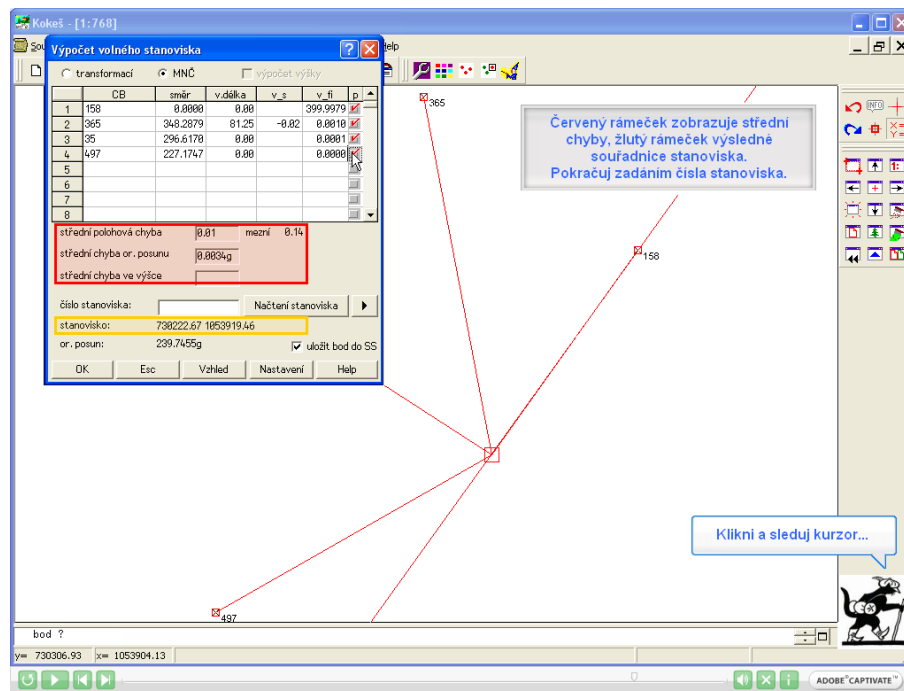 Kokeš - [1:768]
Sou
Help
Výpočet volného stanoviska
transformací MNČ výpočet výšky
CB směr v.délka v_s v_fi p
1 158 0.0000 0.00 399.9979
2 365 348.2879 81.25 -0.02 0.0010
3 35 296.6170 0.00 0.0001
4 497 227.1747 0.00 0.0000
5
6
7
8
střední polohová chyba 0.01 mezní 0.14
střední chyba or. posunu 0.0034g
střední chyba ve výšce
číslo stanoviska: Načtení stanoviska
stanovisko: 730222.67 1053919.46
or. posun: 239.7455g uložit bod do SS
OK Esc Vzhled Nastavení Help
365
Červený rámeček zobrazuje střední
chyby, žlutý rámeček výsledné
souřadnice stanoviska.
Pokračuj zadáním čísla stanoviska.
158
INFO
X=
Y=
1:
Klikni a sleduj kurzor...
497
bod ?
y= 730306.93 x= 1053904.13
ADOBE® CAPTIVATE™